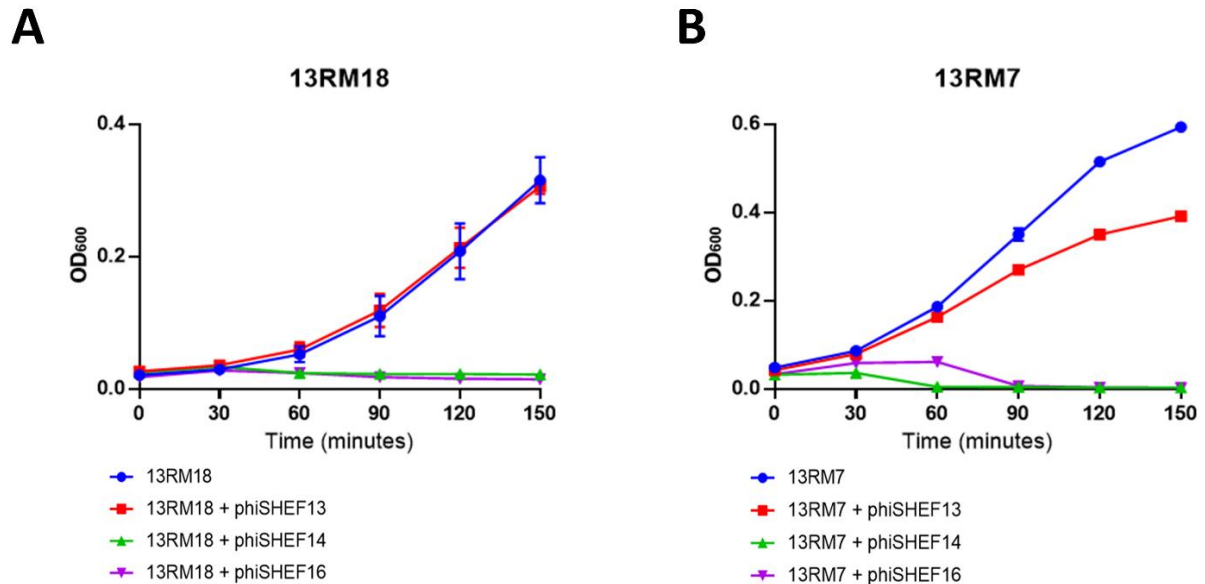 A
13RM18
0.4
0.2
0.0
OD600
0 30 60 90 120 150
Time (minutes)
13RM18
13RM18 + phiSHEF13
13RM18 + phiSHEF14
13RM18 + phiSHEF16
B
13RM7
0.6
0.4
0.2
0.0
OD600
0 30 60 90 120 150
Time (minutes)
13RM7
13RM7 + phiSHEF13
13RM7 + phiSHEF14
13RM7 + phiSHEF16